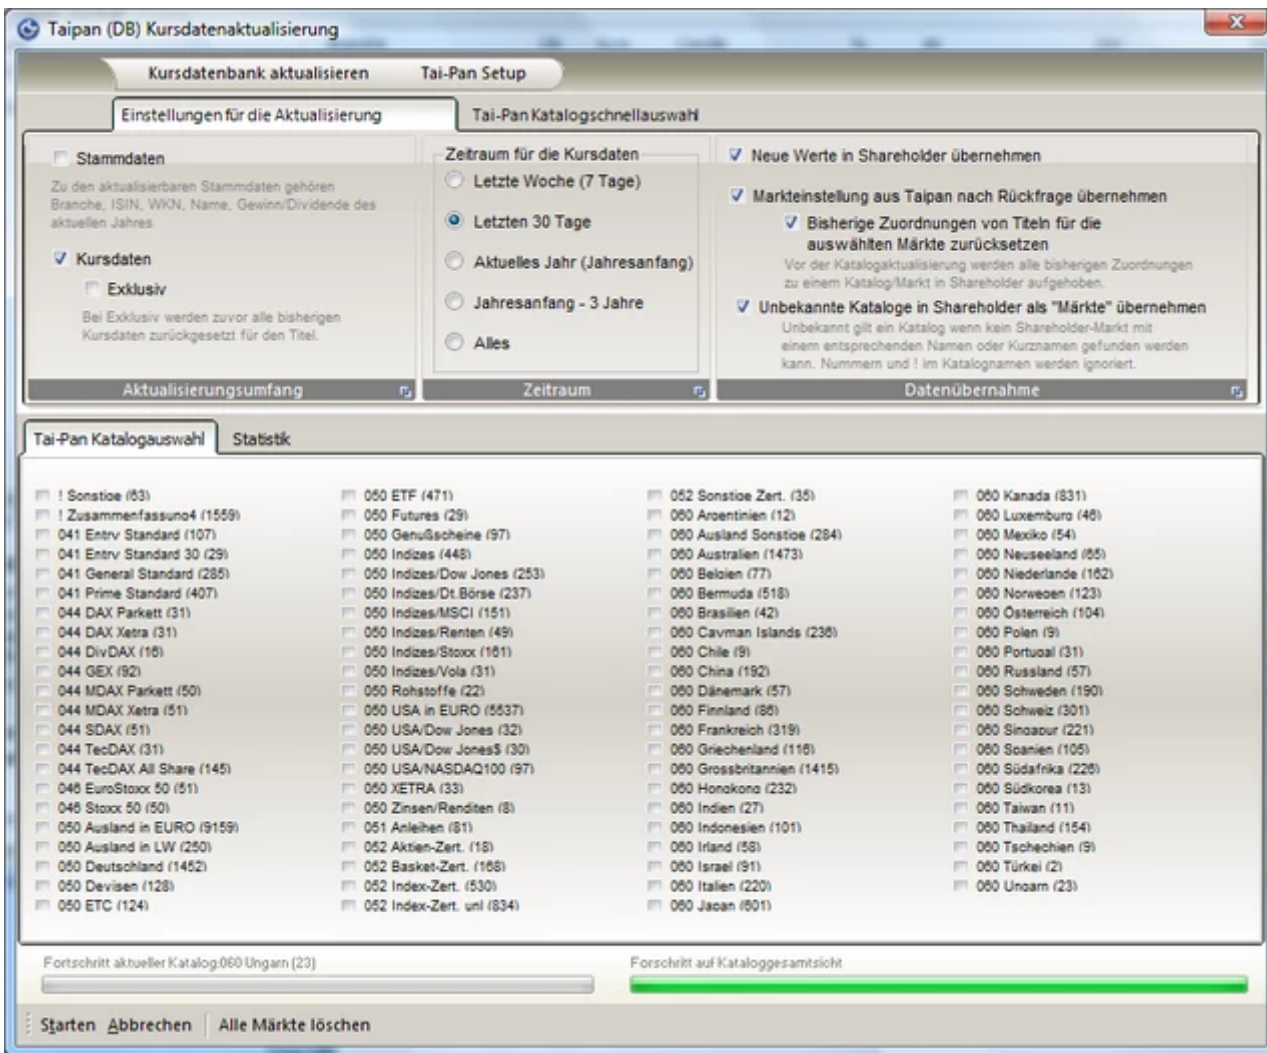 Taipan (DB) Kursdatenaktualisierung
Kursdatenbank aktualisieren Tai-Pan Setup
Einstellungen für die Aktualisierung Tai-Pan Katalogschnellauswahl
Stammdaten
Zu den aktualisierbaren Stammdaten gehören
Branche, ISIN, WKN, Name, Gewinn/Dividende des
aktuellen Jahres
Kursdaten
Exklusiv
Bei Exklusiv werden zuvor alle bisherigen
Kursdaten zurückgesetzt für den Titel.
Aktualisierungsumfang
Zeitraum für die Kursdaten
Letzte Woche (7 Tage)
Letzten 30 Tage
Aktuelles Jahr (Jahresanfang)
Jahresanfang - 3 Jahre
Alles
Zeitraum
Neue Werte in Shareholder übernehmen
Markteinstellung aus Taipan nach Rückfrage übernehmen
Bisherige Zuordnungen von Titeln für die
auswählten Märkte zurücksetzen
Vor der Katalogaktualisierung werden alle bisherigen Zuordnungen
zu einem Katalog/Markt in Shareholder aufgehoben.
Unbekannte Kataloge in Shareholder als "Märkte" übernehmen
Unbekannt gilt ein Katalog wenn kein Shareholder-Markt mit
einem entsprechenden Namen oder Kurznamen gefunden werden
kann. Nummern und ! im Katalognamen werden ignoriert.
Datenübernahme
Tai-Pan Katalogauswahl Statistik
! Sonstige (63)
! Zusammenfassung4 (1559)
041 Entry Standard (107)
041 Entry Standard 30 (29)
041 General Standard (285)
041 Prime Standard (407)
044 DAX Parkett (31)
044 DAX Xetra (31)
044 DivDAX (16)
044 GEX (92)
044 MDAX Parkett (50)
044 MDAX Xetra (51)
044 SDAX (51)
044 TecDAX (31)
044 TecDAX All Share (145)
046 EuroStoxx 50 (51)
046 Stoxx 50 (50)
050 Ausland in EURO (9159)
050 Ausland in LW (250)
050 Deutschland (1452)
050 Devisen (128)
050 ETC (124)
050 ETF (471)
050 Futures (29)
050 Genußscheine (97)
050 Indizes (448)
050 Indizes/Dow Jones (253)
050 Indizes/Dt.Börse (237)
050 Indizes/MSCI (151)
050 Indizes/Renten (49)
050 Indizes/Stoxx (161)
050 Indizes/Vola (31)
050 Rohstoffe (22)
050 USA in EURO (5537)
050 USA/Dow Jones (32)
050 USA/Dow Jones$ (30)
050 USA/NASDAQ100 (97)
050 XETRA (33)
050 Zinsen/Renditen (8)
051 Anleihen (81)
052 Aktien-Zert. (18)
052 Basket-Zert. (168)
052 Index-Zert. (530)
052 Index-Zert. unl (834)
052 Sonstige Zert. (35)
060 Argentinien (12)
060 Ausland Sonstige (284)
060 Australien (1473)
060 Belgien (77)
060 Bermuda (518)
060 Brasilien (42)
060 Cayman Islands (236)
060 Chile (9)
060 China (192)
060 Dänemark (57)
060 Finnland (86)
060 Frankreich (319)
060 Griechenland (116)
060 Grossbritannien (1415)
060 Hongkong (232)
060 Indien (27)
060 Indonesien (101)
060 Irland (58)
060 Israel (91)
060 Italien (220)
060 Japan (601)
060 Kanada (831)
060 Luxemburg (46)
060 Mexiko (54)
060 Neuseeland (65)
060 Niederlande (162)
060 Norwegen (123)
060 Österreich (104)
060 Polen (9)
060 Portugal (31)
060 Russland (57)
060 Schweden (190)
060 Schweiz (301)
060 Singapur (221)
060 Spanien (105)
060 Südafrika (226)
060 Südkorea (13)
060 Taiwan (11)
060 Thailand (154)
060 Tschechien (9)
060 Türkei (2)
060 Ungarn (23)
Fortschritt aktueller Katalog:060 Ungarn (23)
Forschritt auf Kataloggesamtsicht
Starten Abbrechen Alle Märkte löschen